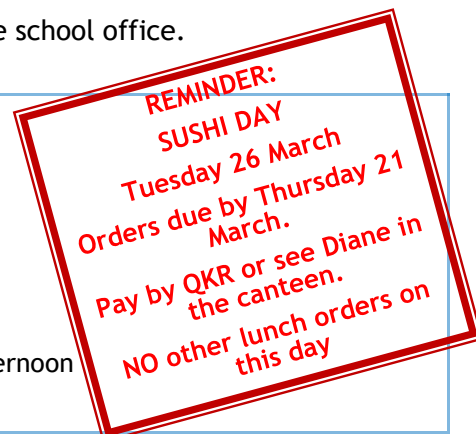 e school office.
REMINDER:
SUSHI DAY
Tuesday 26 March
Orders due by Thursday 21
March.
Pay by QKR or see Diane in
the canteen.
NO other lunch orders on
this day
ernoon